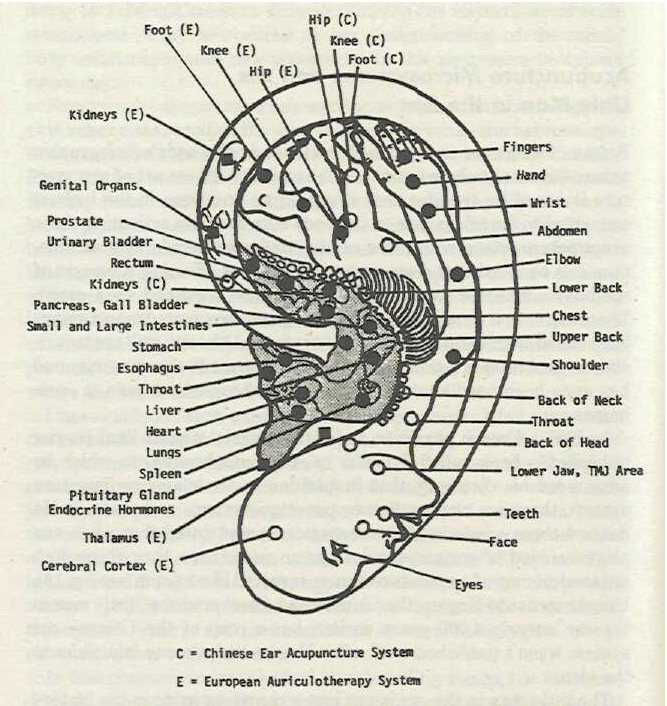 Hip (C)
Foot (E)
Knee (E)
Knee (C)
Hip (E)
Foot (C)
Kidneys (E)
Fingers
Genital Organs
Hand
Wrist
Prostate
Urinary Bladder
Abdomen
Rectum
Elbow
Kidneys (C)
Lower Back
Pancreas, Gall Bladder
Chest
Small and Large Intestines
Upper Back
Stomach
Esophagus
Shoulder
Throat
Liver
Back of Neck
Heart
Throat
Lungs
Back of Head
Spleen
Lower Jaw, TMJ Area
Pituitary Gland
Endocrine Hormones
Teeth
Thalamus (E)
Face
Cerebral Cortex (E)
Eyes
C = Chinese Ear Acupuncture System
E = European Auriculotherapy System